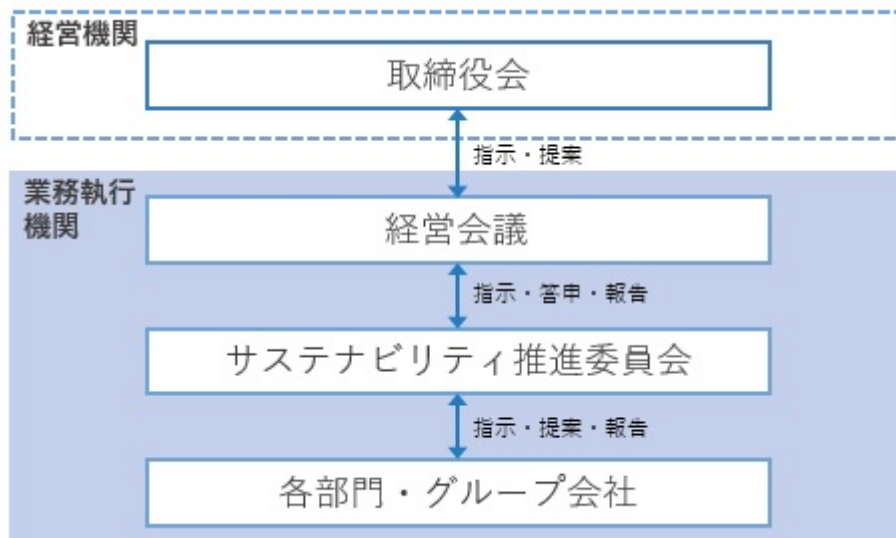 経営機関
取締役会
指示・提案
業務執行
機関
経営会議
指示・答申・報告
サステナビリティ推進委員会
指示・提案・報告
各部門・グループ会社